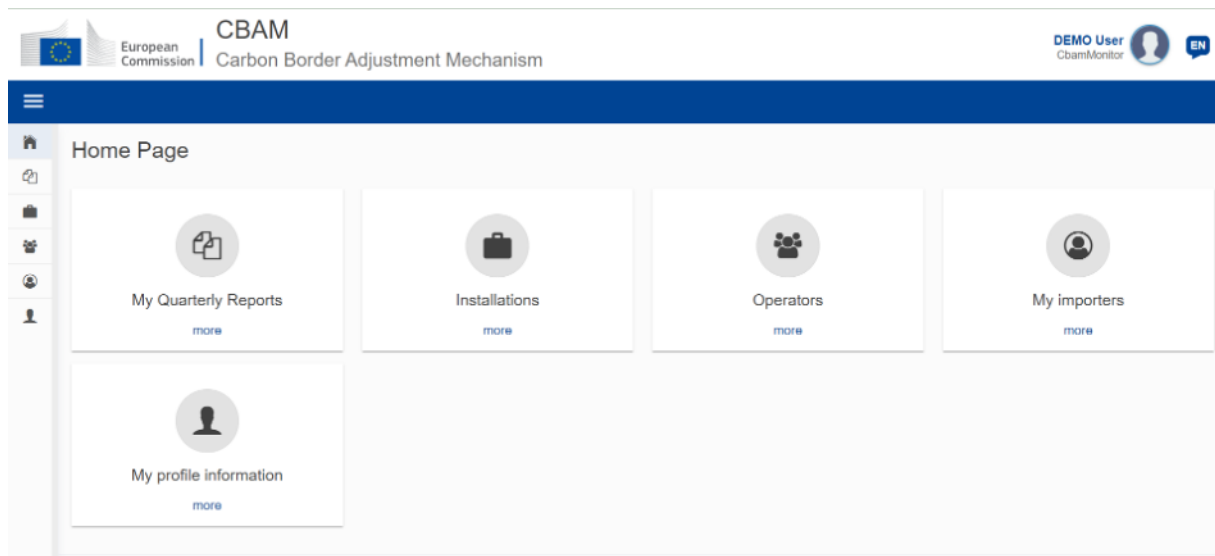 European
Commission
CBAM
Carbon Border Adjustment Mechanism
DEMO User
CbamMonitor
EN
Home Page
My Quarterly Reports
more
Installations
more
Operators
more
My importers
more
My profile information
more